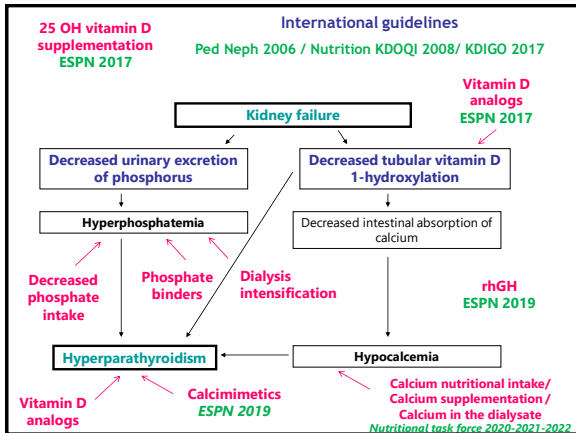 25 OH vitamin D
supplementation
ESPN 2017
International guidelines
Ped Neph 2006 / Nutrition KDOQI 2008/ KDIGO 2017
Vitamin D
analogs
ESPN 2017
Kidney failure
Decreased urinary excretion
of phosphorus
Decreased tubular vitamin D
1-hydroxylation
Hyperphosphatemia
Decreased intestinal absorption of
calcium
Decreased
phosphate
intake
Phosphate
binders
Dialysis
intensification
rhGH
ESPN 2019
Hyperparathyroidism
Hypocalcemia
Vitamin D
analogs
Calcimimetics
ESPN 2019
Calcium nutritional intake/
Calcium supplementation /
Calcium in the dialysate
Nutritional task force 2020-2021-2022